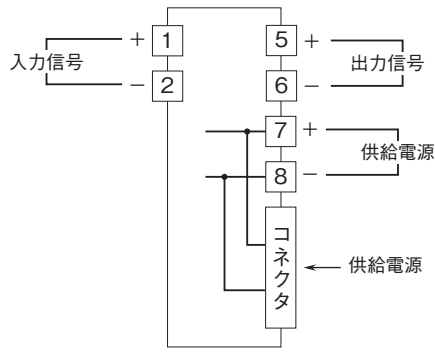 + 1 5 +
入力信号 出力信号
− 2 6 −
7 +
供給電源
8 −
コネクタ
供給電源